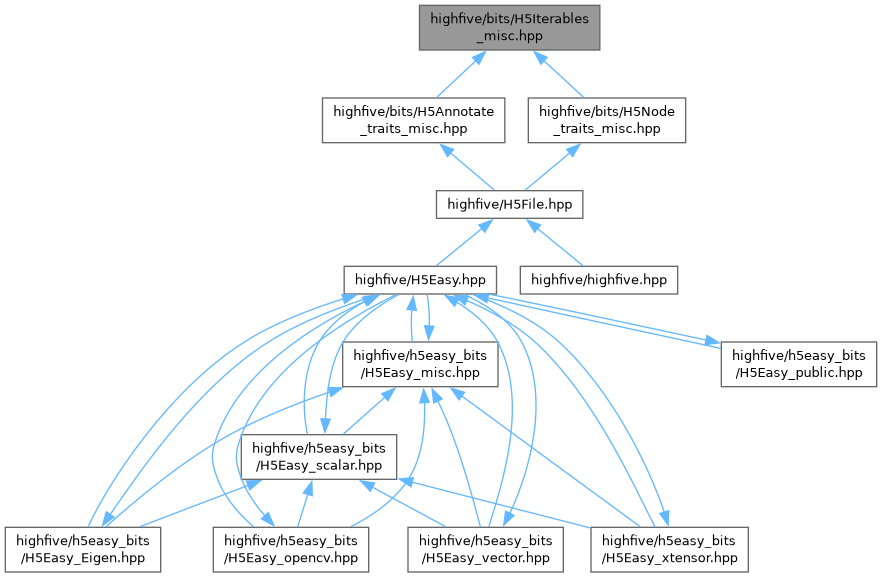 highfive/bits/H5Iterables
_misc.hpp
highfive/bits/H5Annotate
_traits_misc.hpp
highfive/bits/H5Node
_traits_misc.hpp
highfive/H5File.hpp
highfive/H5Easy.hpp
highfive/highfive.hpp
highfive/h5easy_bits
/H5Easy_misc.hpp
highfive/h5easy_bits
/H5Easy_public.hpp
highfive/h5easy_bits
/H5Easy_scalar.hpp
highfive/h5easy_bits
/H5Easy_Eigen.hpp
highfive/h5easy_bits
/H5Easy_opencv.hpp
highfive/h5easy_bits
/H5Easy_vector.hpp
highfive/h5easy_bits
/H5Easy_xtensor.hpp